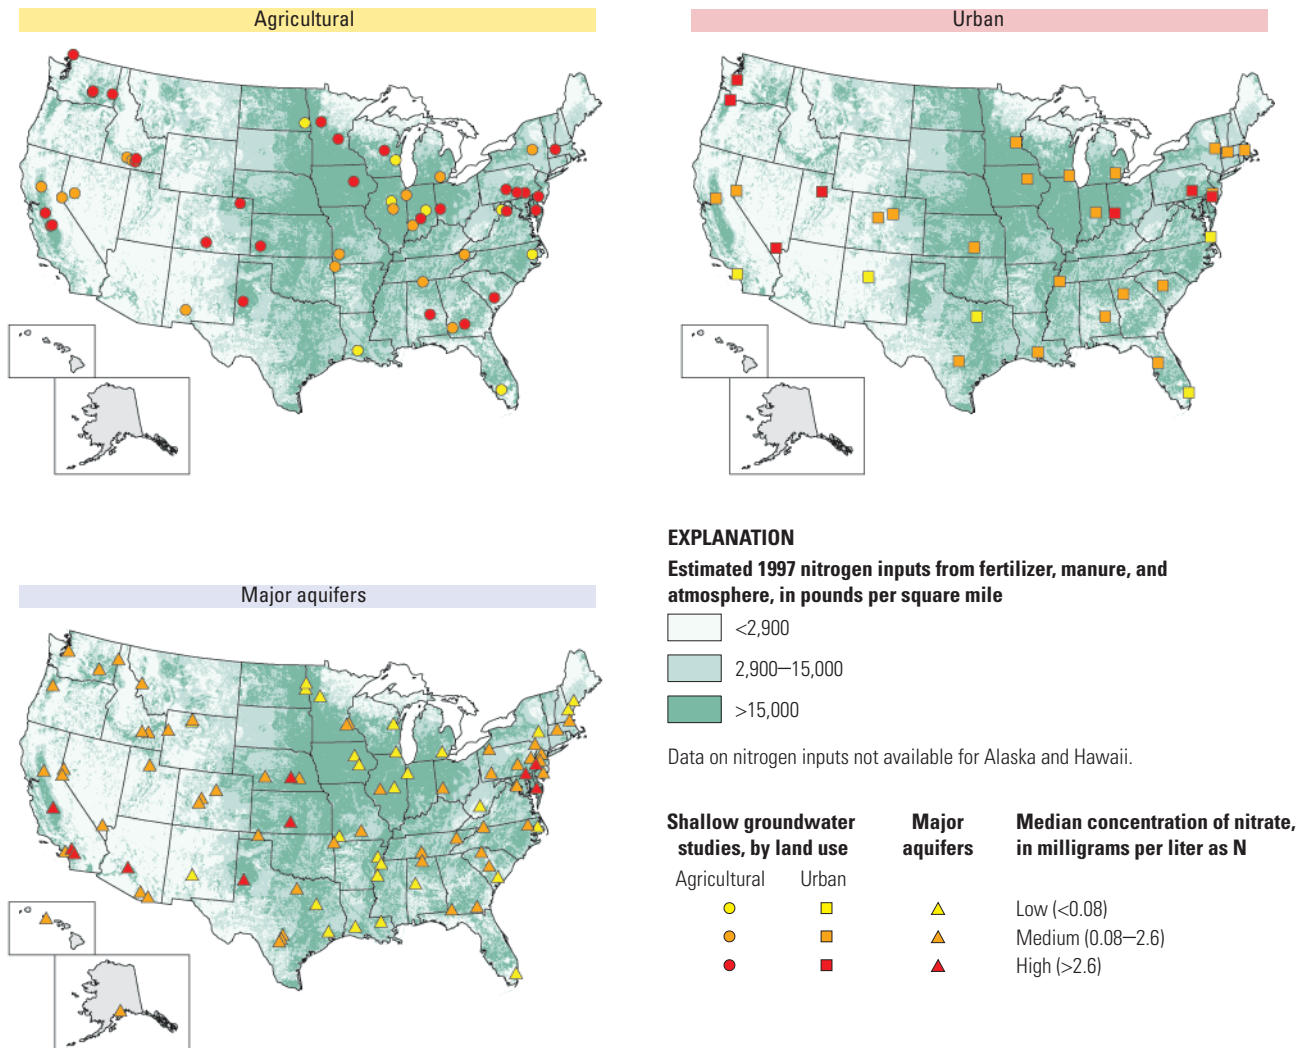 Agricultural
Urban
Major aquifers
EXPLANATION
Estimated 1997 nitrogen inputs from fertilizer, manure, and
atmosphere, in pounds per square mile
<2,900
2,900–15,000
>15,000
Data on nitrogen inputs not available for Alaska and Hawaii.
Shallow groundwater
studies, by land use
Major
aquifers
Median concentration of nitrate,
in milligrams per liter as N
Agricultural
Urban
Low (<0.08)
Medium (0.08–2.6)
High (>2.6)